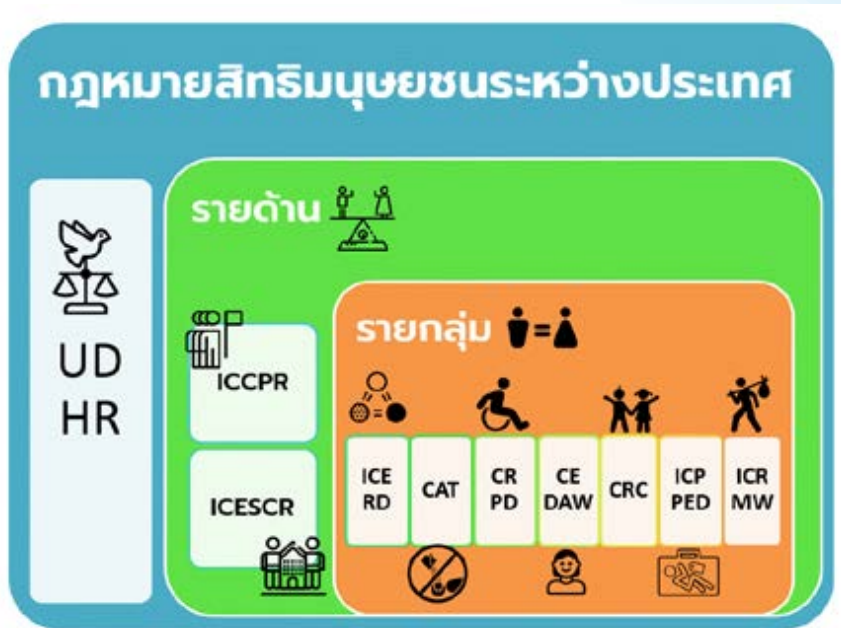 กฎหมายสิทธิมนุษยชนระหว่างประเทศ
UD
HR
รายด้าน
ICCPR
ICESCR
รายกลุ่ม
ICE
RD
CAT
CR
PD
CE
DAW
CRC
ICP
PED
ICR
MW